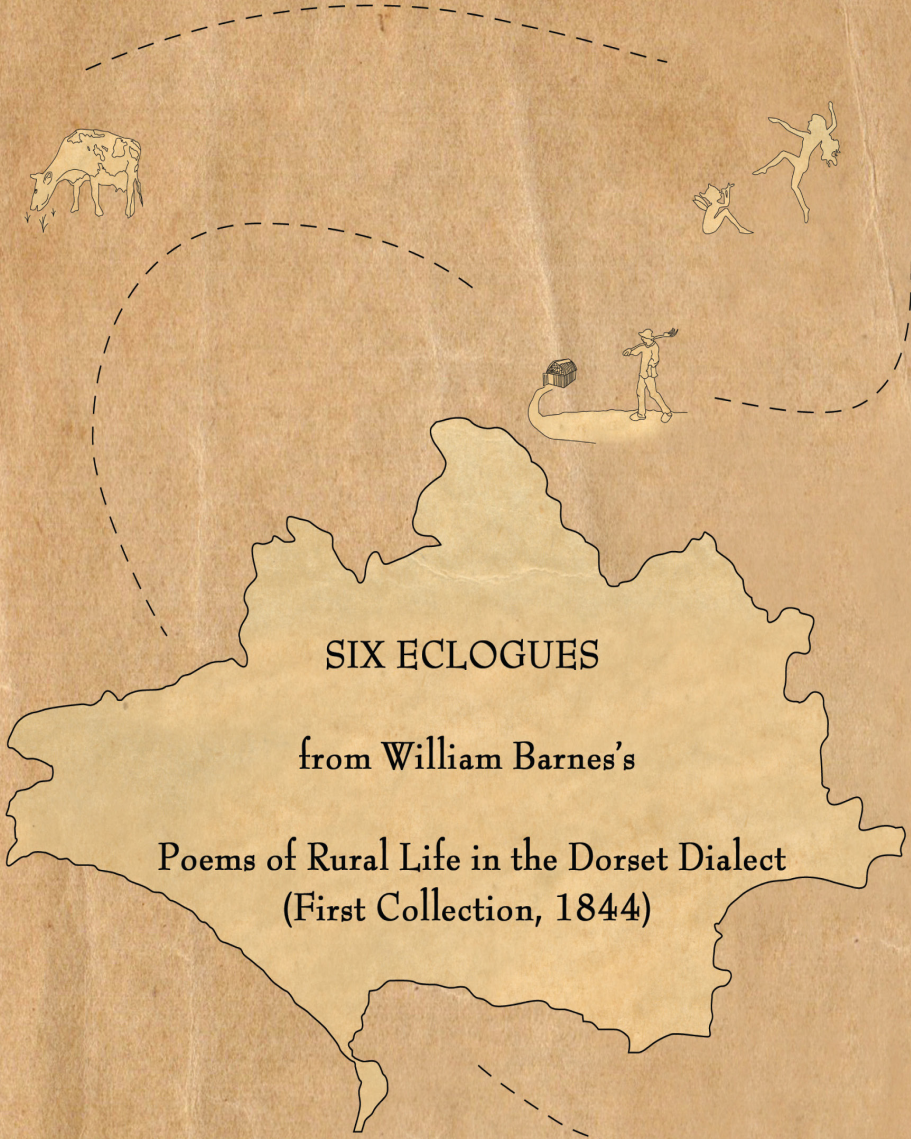 SIX ECLOGUES
from William Barnes's
Poems of Rural Life in the Dorset Dialect
(First Collection, 1844)